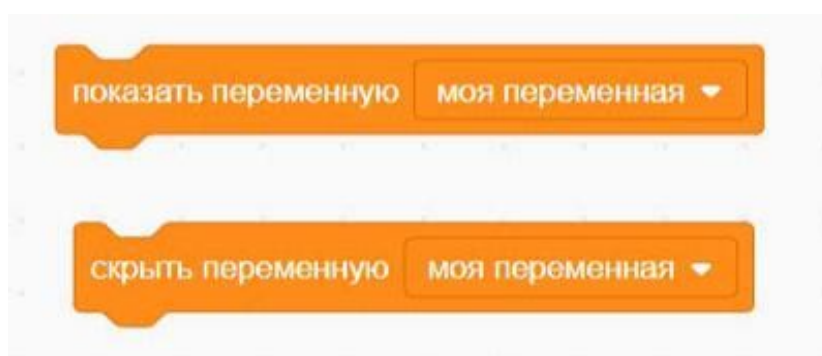 показать переменную моя переменная
скрыть переменную моя переменная